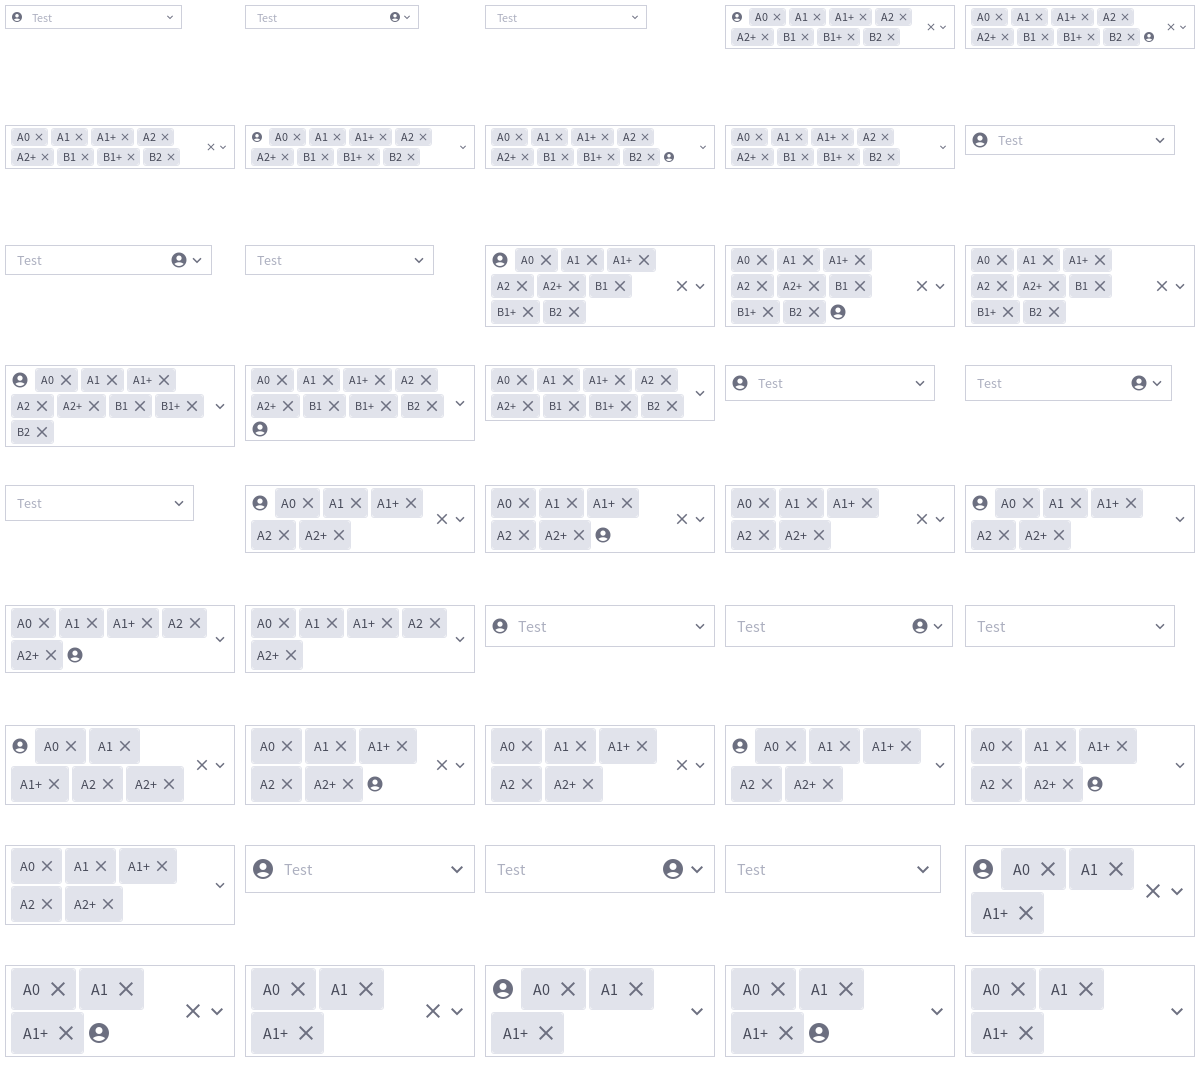 Test Test Test A0 A1 A1+ A2 A0 A1 A1+ A2
A2+ B1 B1+ B2 A2+ B1 B1+ B2
A0 A1 A1+ A2 A0 A1 A1+ A2 A0 A1 A1+ A2 A0 A1 A1+ A2 Test
A2+ B1 B1+ B2 A2+ B1 B1+ B2 A2+ B1 B1+ B2 A2+ B1 B1+ B2
Test Test A0 A1 A1+ A0 A1 A1+ A0 A1 A1+
A2 A2+ B1 A2 A2+ B1 A2 A2+ B1
B1+ B2 B1+ B2 B1+ B2
A0 A1 A1+ A0 A1 A1+ A2 A0 A1 A1+ A2 Test Test
A2 A2+ B1 B1+ A2+ B1 B1+ B2 A2+ B1 B1+ B2
B2
Test A0 A1 A1+ A0 A1 A1+ A0 A1 A1+ A0 A1 A1+
A2 A2+ A2 A2+ A2 A2+ A2 A2+
A0 A1 A1+ A2 A0 A1 A1+ A2 Test Test Test
A2+ A2+
A0 A1 A0 A1 A1+ A0 A1 A1+ A0 A1 A1+ A0 A1 A1+
A1+ A2 A2+ A2 A2+ A2 A2+ A2 A2+ A2 A2+
A0 A1 A1+ Test Test Test A0 A1
A2 A2+ A1+
A0 A1 A0 A1 A0 A1 A0 A1 A0 A1
A1+ A1+ A1+ A1+ A1+